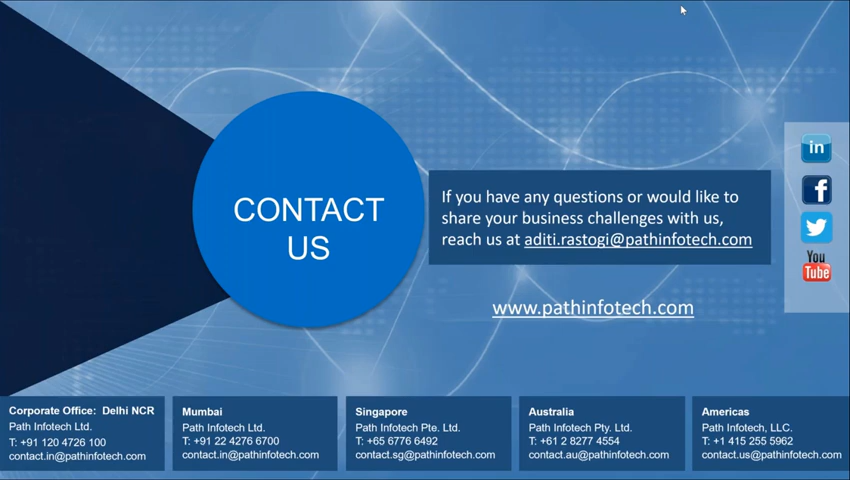 CONTACT
US
If you have any questions or would like to
share your business challenges with us,
reach us at aditi.rastogi@pathinfotech.com
www.pathinfotech.com
in
f
You
Tube
Corporate Office: Delhi NCR
Path Infotech Ltd.
T: +91 120 4726 100
contact.in@pathinfotech.com
Mumbai
Path Infotech Ltd.
T: +91 22 4276 6700
contact.in@pathinfotech.com
Singapore
Path Infotech Pte. Ltd.
T: +65 6776 6492
contact.sg@pathinfotech.com
Australia
Path Infotech Pty. Ltd.
T: +61 2 8277 4554
contact.au@pathinfotech.com
Americas
Path Infotech, LLC.
T: +1 415 255 5962
contact.us@pathinfotech.com